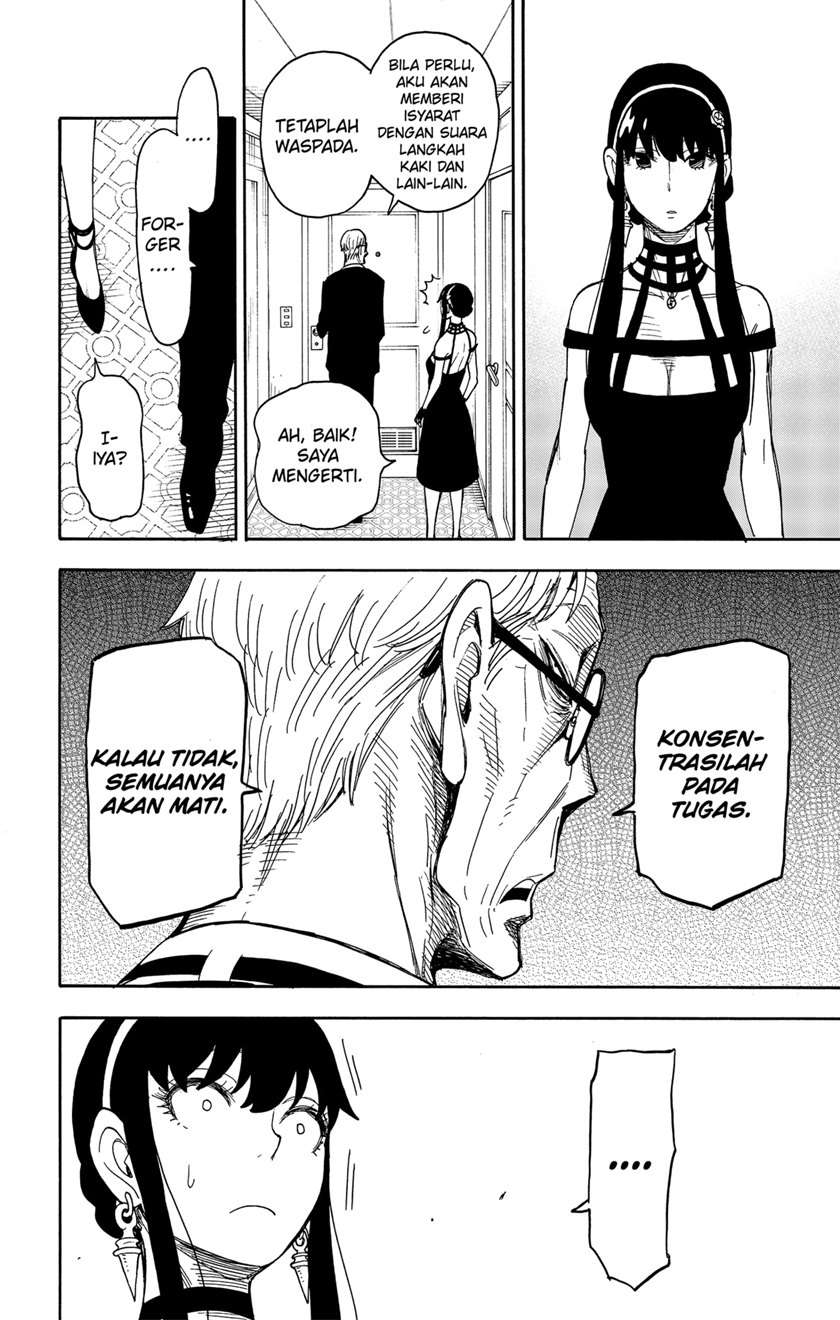 BILA PERLU,
AKU AKAN
MEMBERI
ISYARAT
DENGAN SUARA
LANGKAH
KAKI DAN
LAIN-LAIN.
TETAPLAH
WASPADA.
AH, BAIK!
SAYA
MENGERTI.
....
FOR-
GER
....
I-
IYA?
KONSEN-
TRASILAH
PADA
TUGAS.
KALAU TIDAK,
SEMUANYA
AKAN MATI.
....